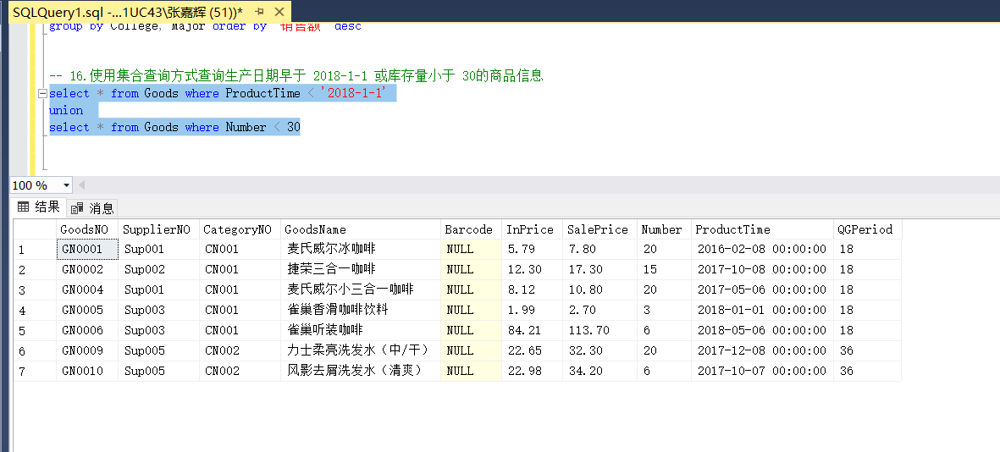 SQLQuery1.sql -...1UC43\张嘉辉 (51))*
group by College, Major order by '销售额' desc
-- 16.使用集合查询方式查询生产日期早于 2018-1-1 或库存量小于 30的商品信息
select * from Goods where ProductTime < '2018-1-1'
union
select * from Goods where Number < 30
100 %
结果 消息
GoodsNO SupplierNO CategoryNO GoodsName Barcode InPrice SalePrice Number ProductTime QGPeriod
1 GN0001 Sup001 CN001 麦氏威尔冰咖啡 NULL 5.79 7.80 20 2016-02-08 00:00:00 18
2 GN0002 Sup002 CN001 捷荣三合一咖啡 NULL 12.30 17.30 15 2017-10-08 00:00:00 18
3 GN0004 Sup001 CN001 麦氏威尔小三合一咖啡 NULL 8.12 10.80 20 2017-05-06 00:00:00 18
4 GN0005 Sup003 CN001 雀巢香滑咖啡饮料 NULL 1.99 2.70 3 2018-01-01 00:00:00 18
5 GN0006 Sup003 CN001 雀巢听装咖啡 NULL 84.21 113.70 6 2018-05-06 00:00:00 18
6 GN0009 Sup005 CN002 力士柔亮洗发水（中/干） NULL 22.65 32.30 20 2017-12-08 00:00:00 36
7 GN0010 Sup005 CN002 风影去屑洗发水（清爽） NULL 22.98 34.20 6 2017-10-07 00:00:00 36